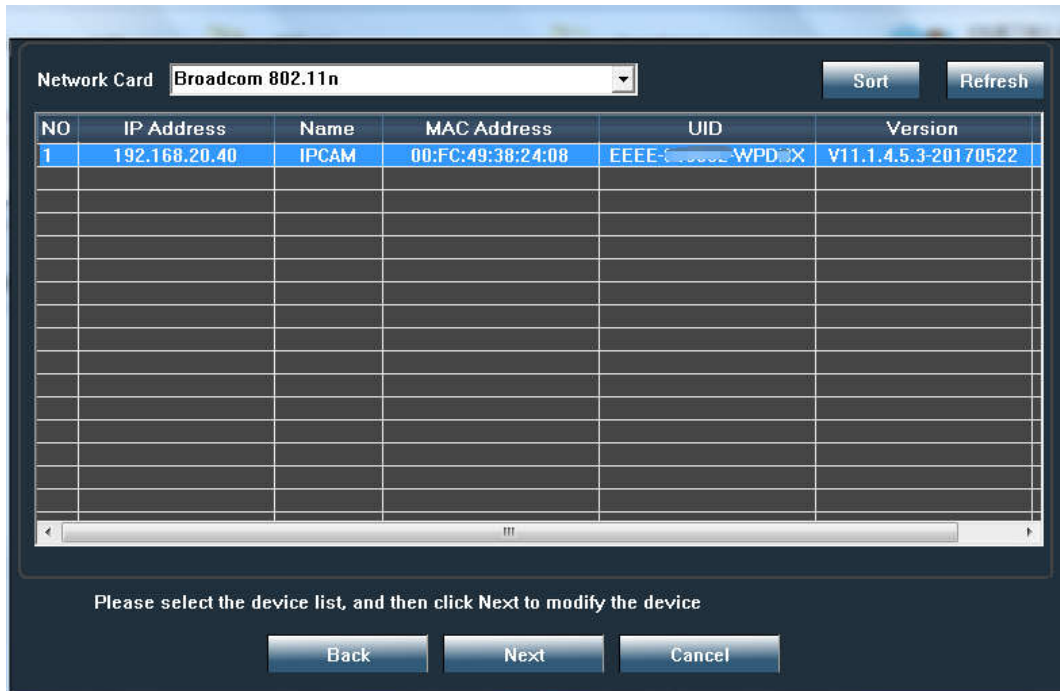 Network Card Broadcom 802.11n Sort Refresh
NO IP Address Name MAC Address UID Version
1 192.168.20.40 IPCAM 00:FC:49:38:24:08 EEEE- V11.1.4.5.3-20170522
Please select the device list, and then click Next to modify the device
Back Next Cancel